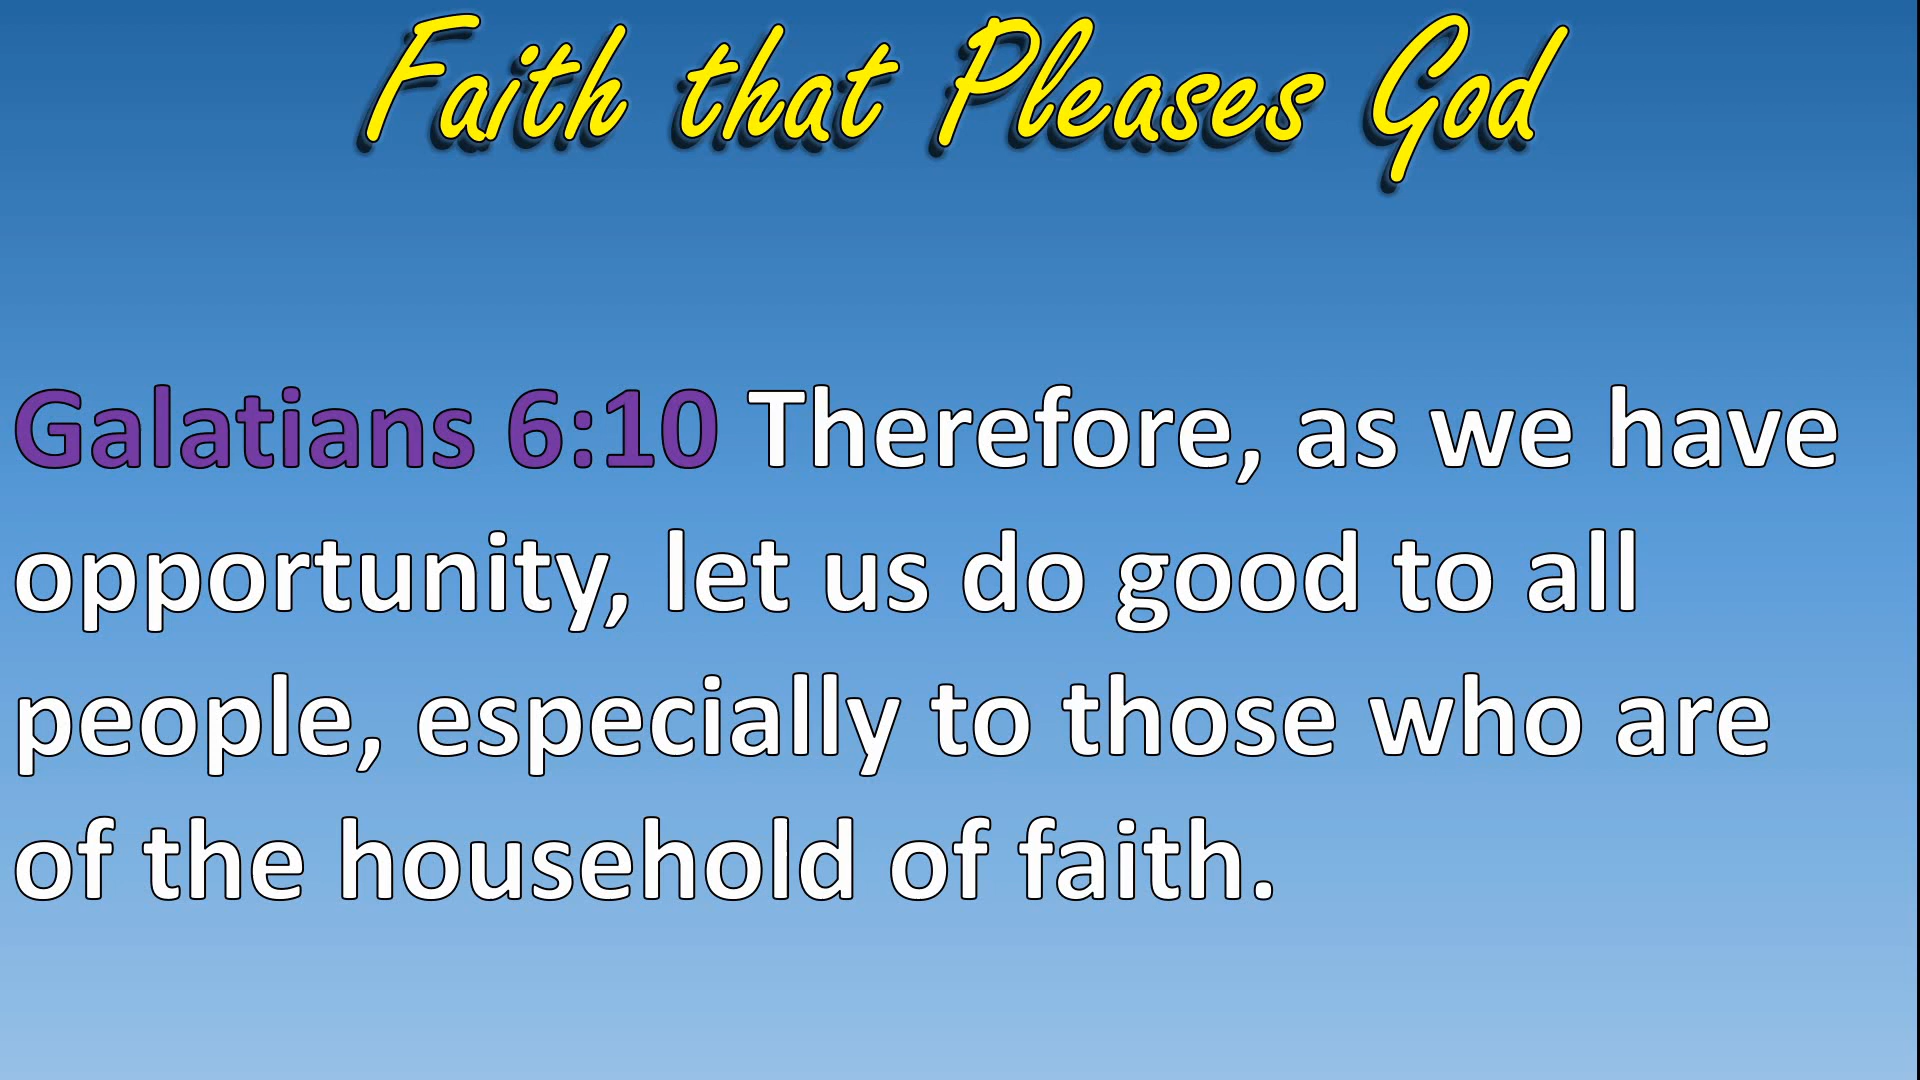 Faith that Pleases God
Galatians 6:10 Therefore, as we have
opportunity, let us do good to all
people, especially to those who are
of the household of faith.